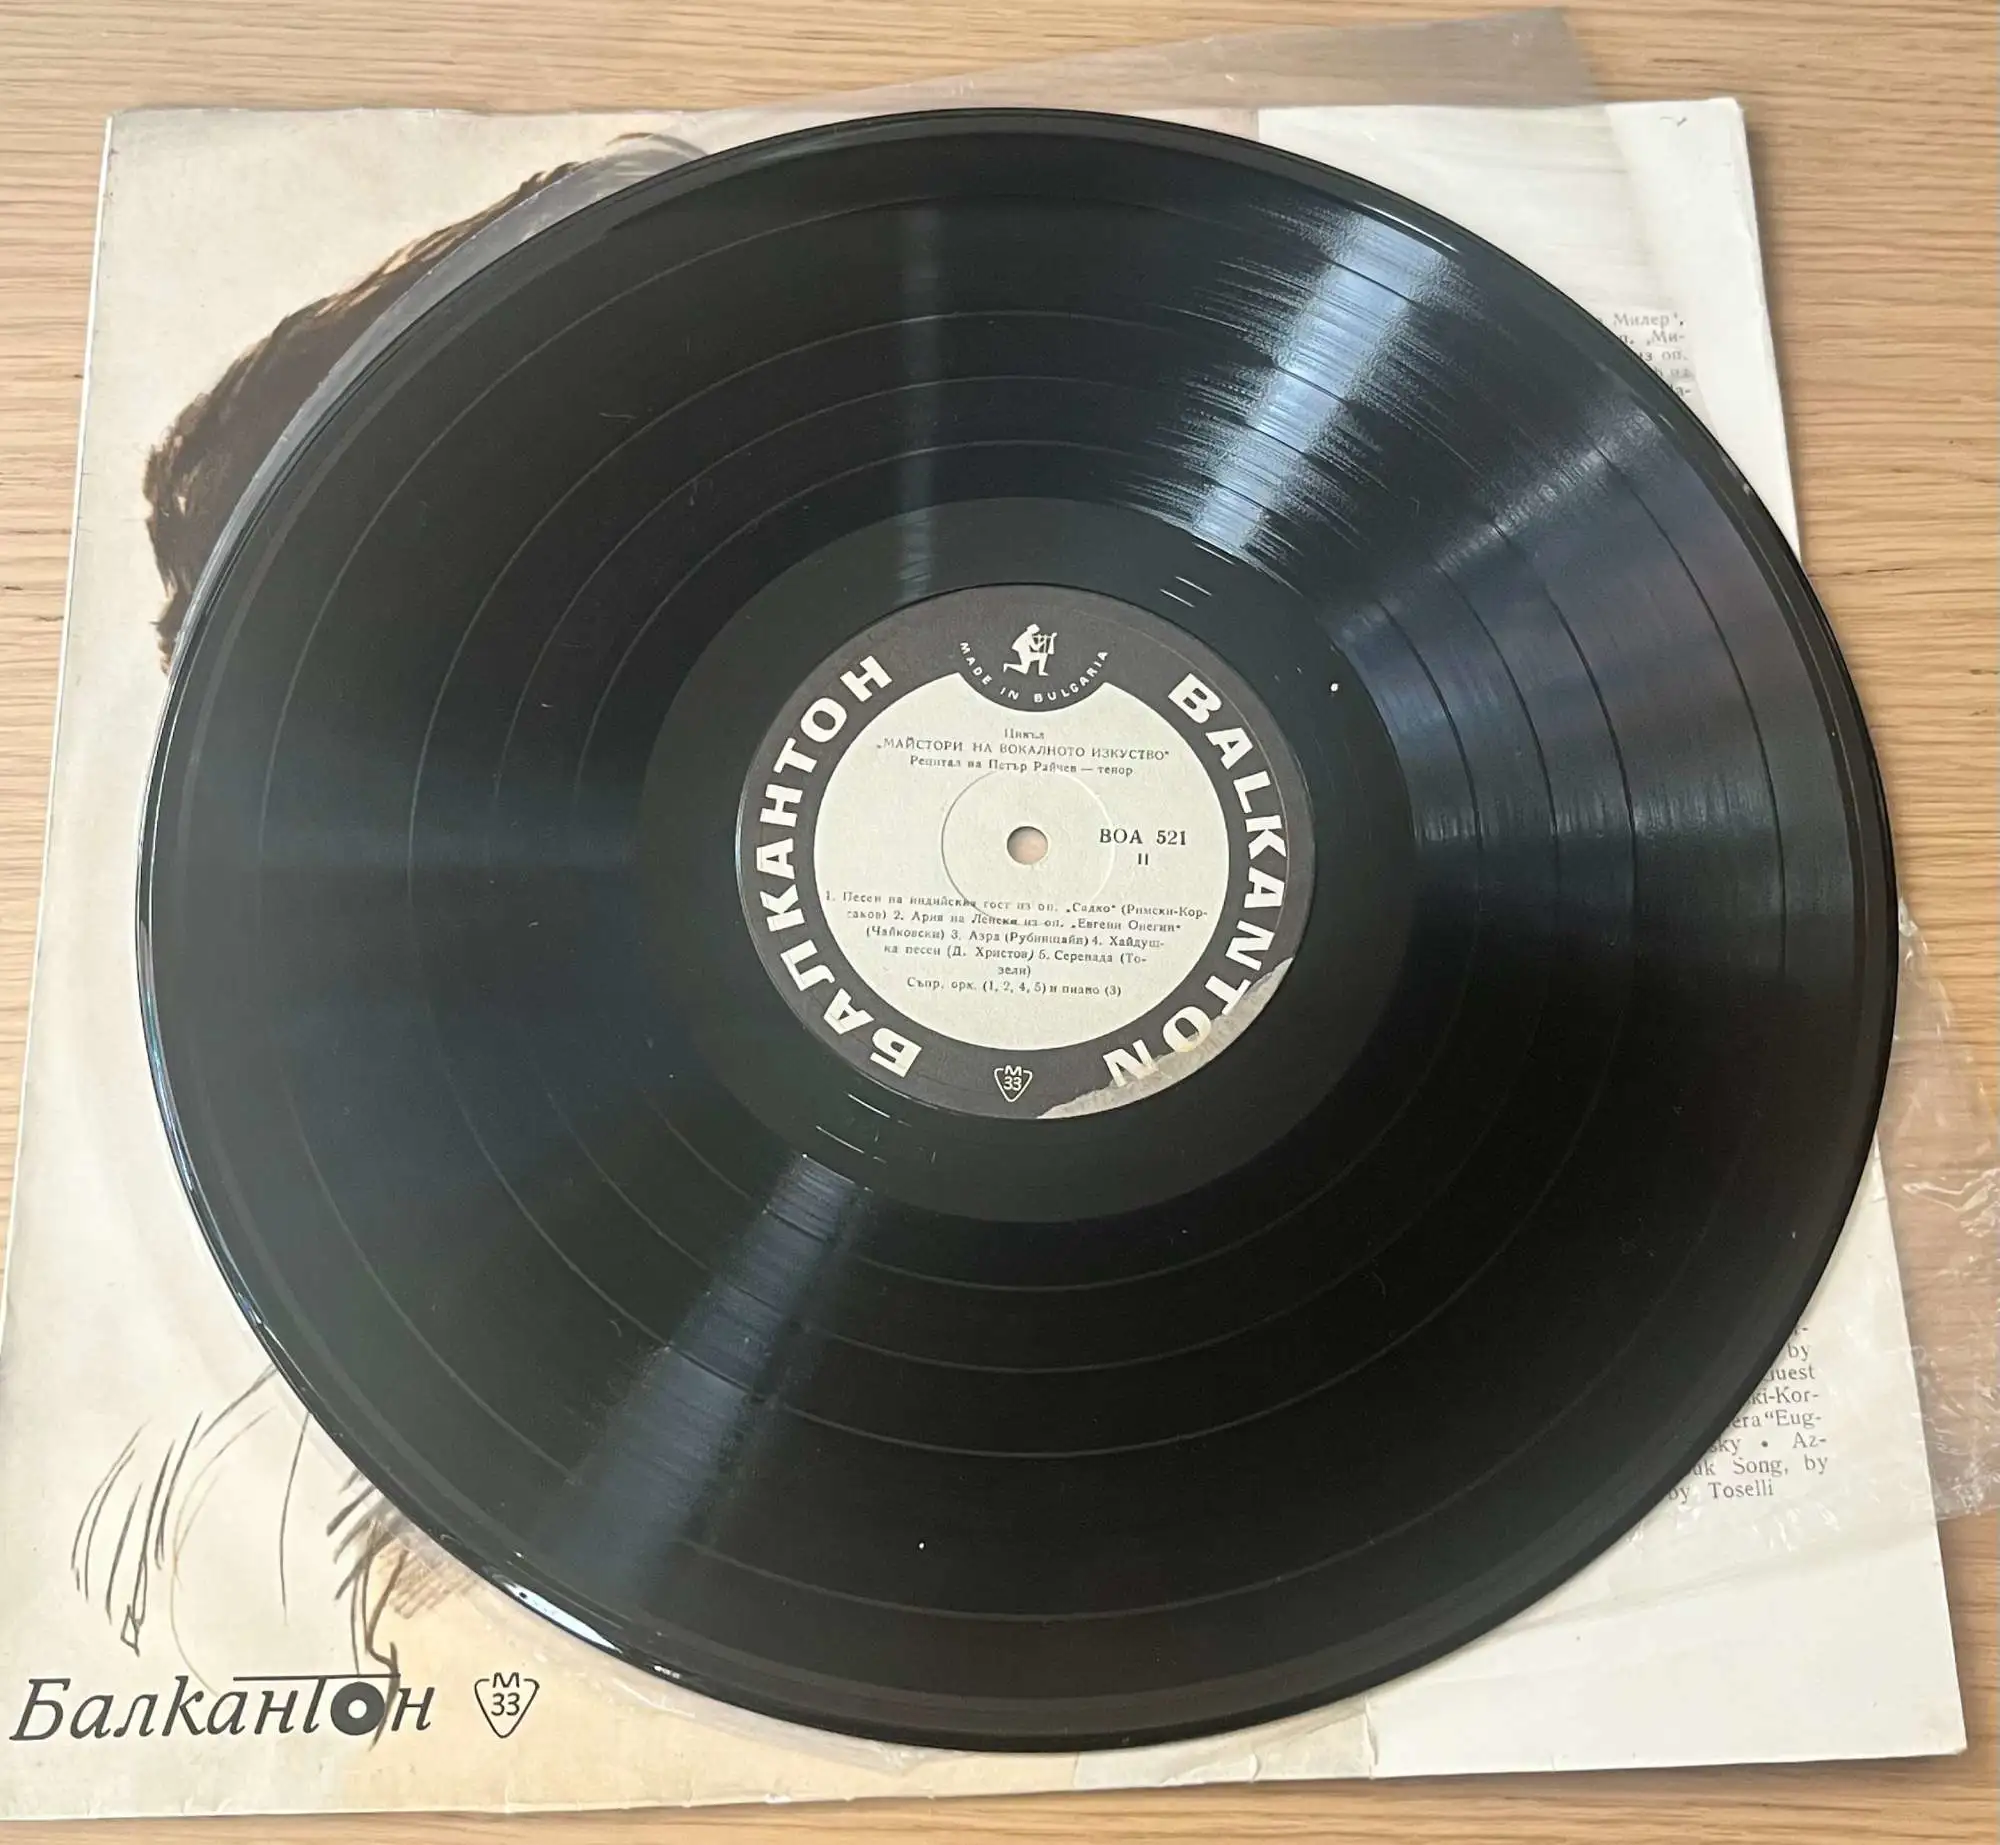 MADE IN BULGARIA
БАЛКАНТОН
BALKANTON
Цикъл
„МАЙСТОРИ НА ВОКАЛНОТО ИЗКУСТВО“
Рецитал на Петър Райчев — тенор
ВОА 521
II
1. Песен на индийския гост из оп. „Садко“ (Римски-Кор-
саков) 2. Ария на Ленски из оп. „Евгени Онегин“
(Чайковски) 3. Азра (Рубинщайн) 4. Хайдуш-
ка песен (Д. Христов) 5. Серенада (То-
зели)
Съпр. орк. (1, 2, 4, 5) и пиано (3)
М
33
Милер“,
„Ми-
из оп.
by
ki-Kor-
era “Eug-
sky • Az-
Song, by
by Toselli
Балкантон
М
33